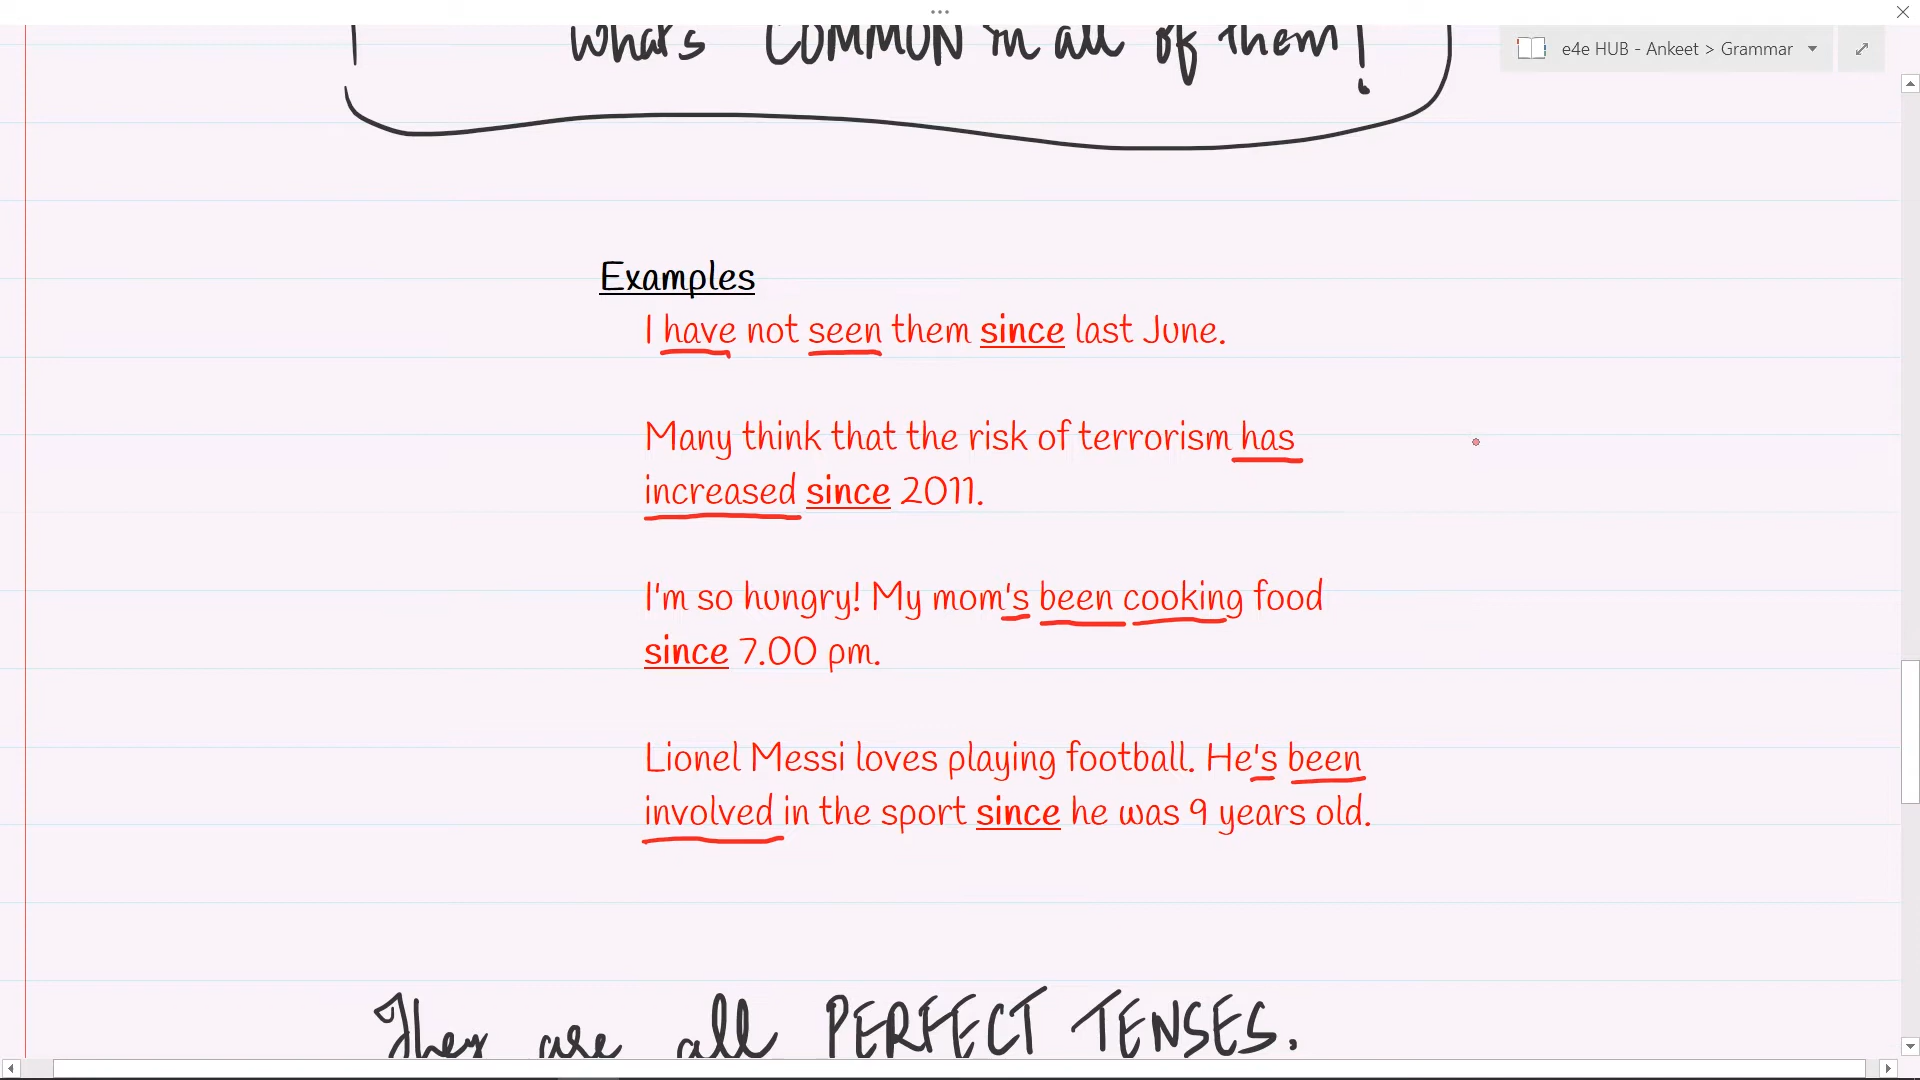 what's COMMON in all of them!
e4e HUB - Ankeet > Grammar
Examples
I have not seen them since last June.
Many think that the risk of terrorism has
increased since 2011.
I'm so hungry! My mom's been cooking food
since 7.00 pm.
Lionel Messi loves playing football. He's been
involved in the sport since he was 9 years old.
They are all PERFECT TENSES.